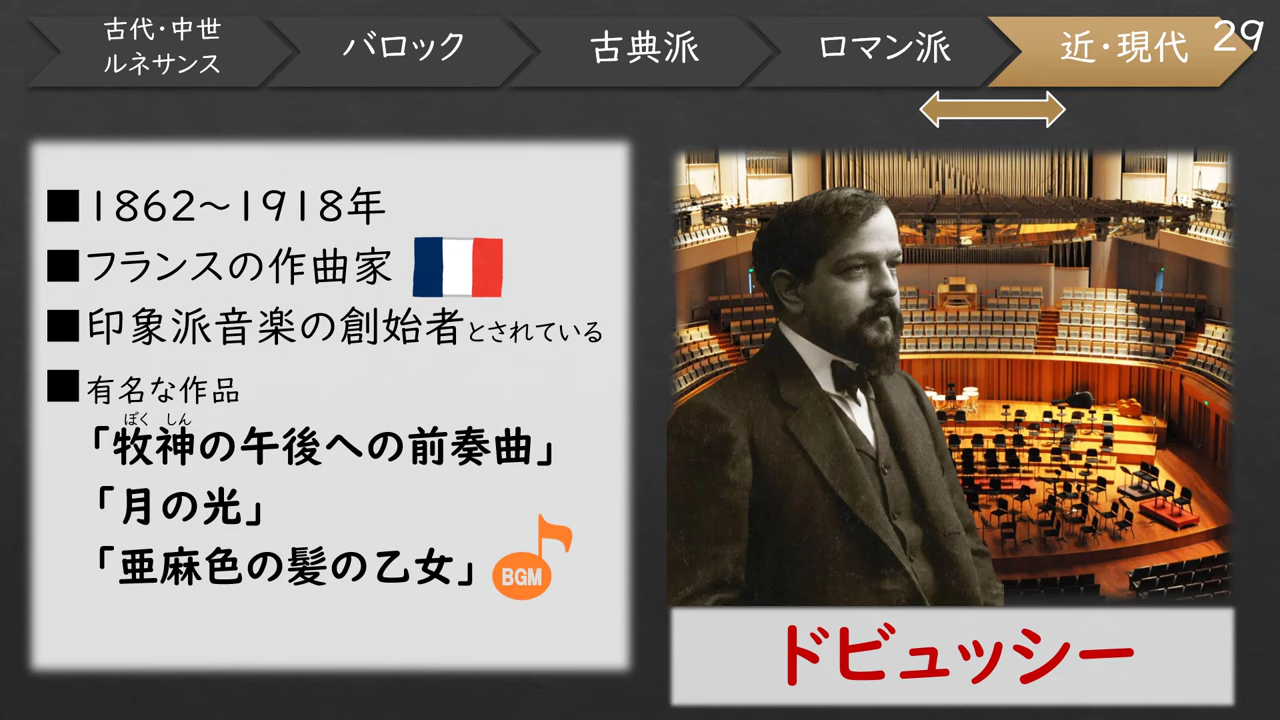 古代・中世
ルネサンス
バロック
古典派
ロマン派
近・現代
29
■1862～1918年
■フランスの作曲家
■印象派音楽の創始者とされている
■有名な作品
ぼく しん
「牧神の午後への前奏曲」
「月の光」
「亜麻色の髪の乙女」
BGM
ドビュッシー